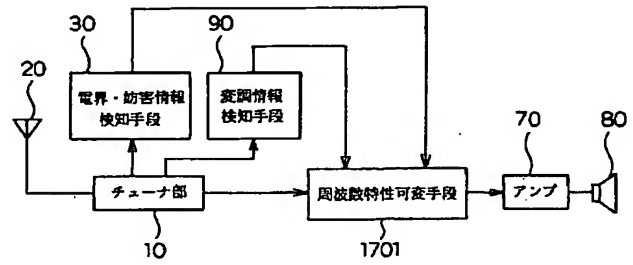 30
90
20
電界・妨害情報
検知手段
変調情報
検知手段
70
80
チューナ部
周波数特性可変手段
アンプ
10
1701